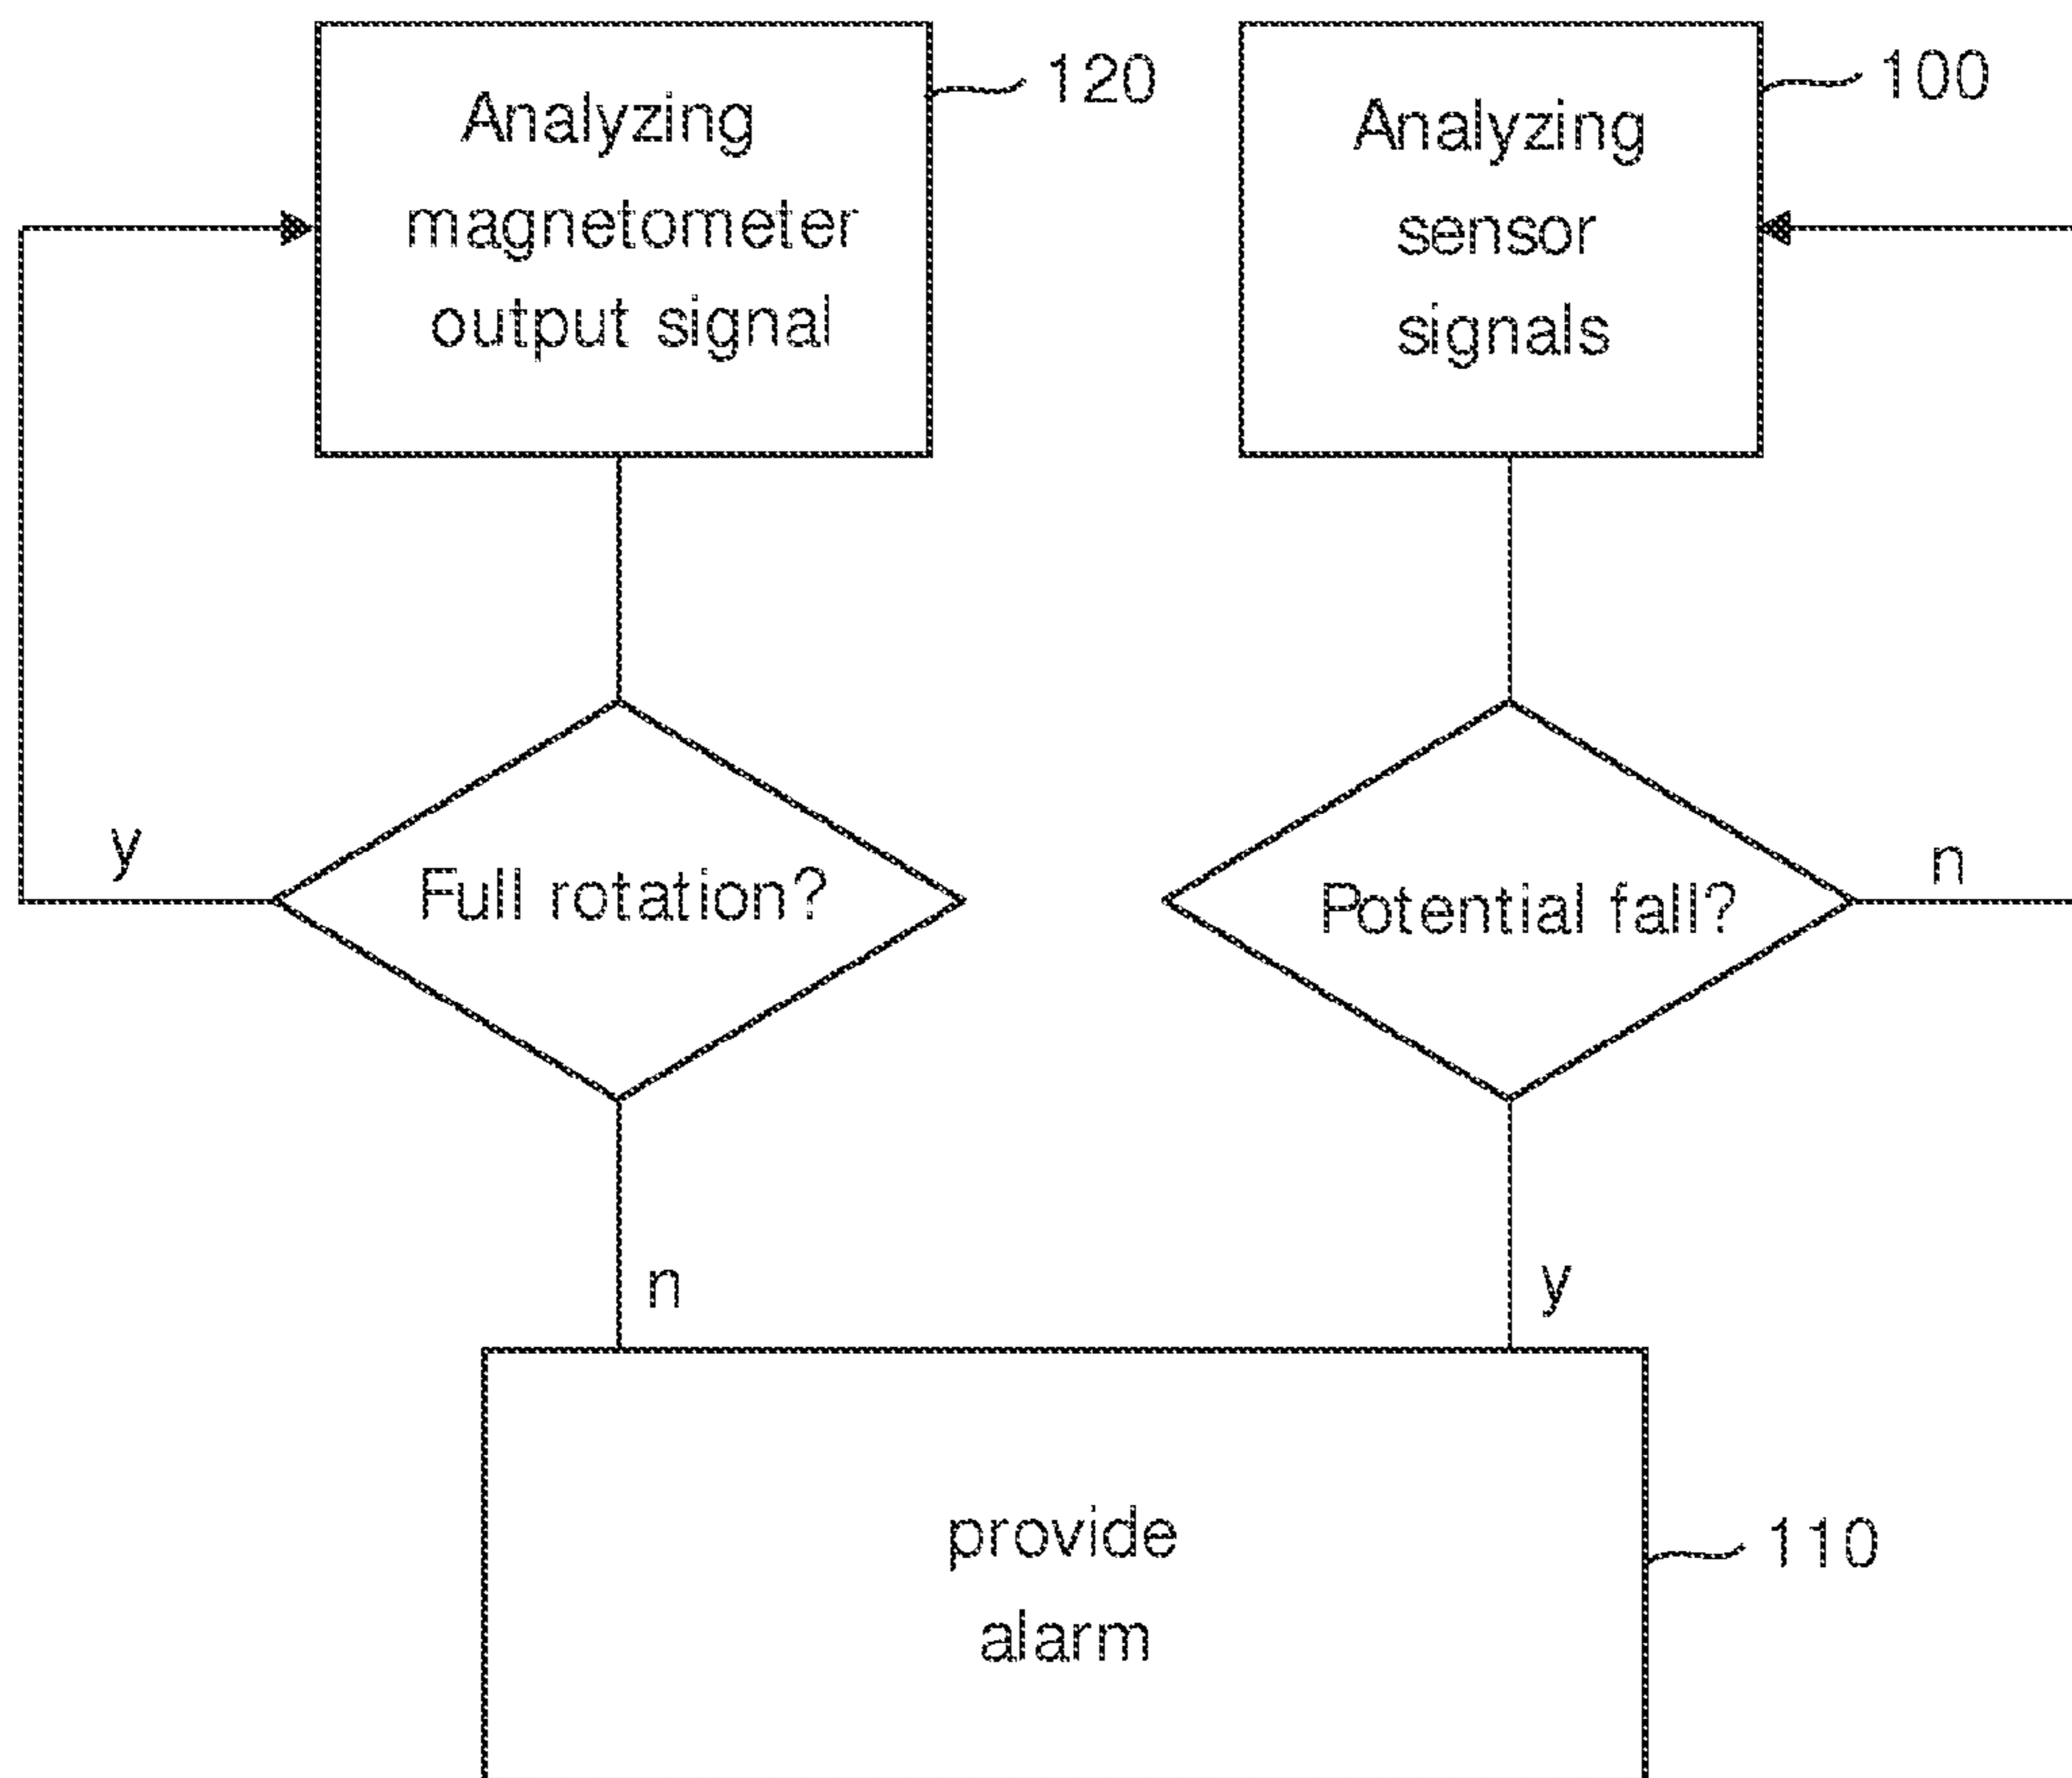 Analyzing
magnetometer
output signal
120
Analyzing
sensor
signals
100
Full rotation?
y
n
Potential fall?
n
y
provide
alarm
110